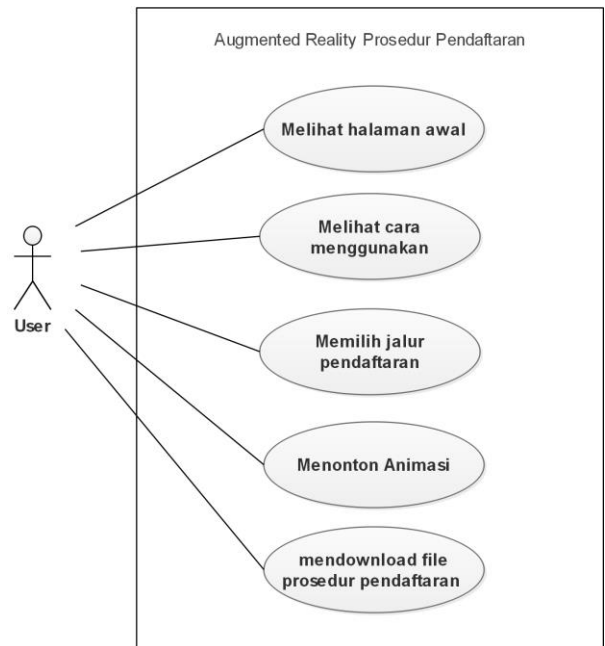 Augmented Reality Prosedur Pendaftaran
Melihat halaman awal
Melihat cara
menggunakan
User
Memilih jalur
pendaftaran
Menonton Animasi
mendownload file
prosedur pendaftaran